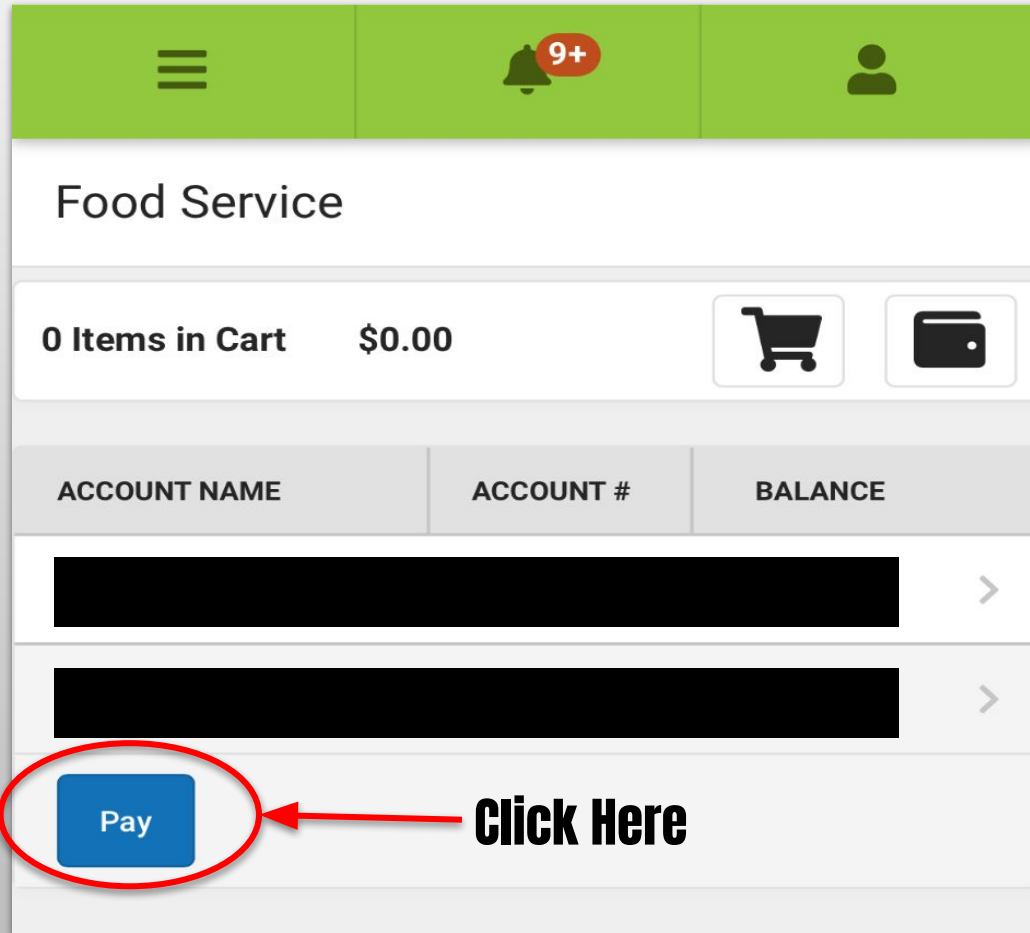 9+
Food Service
0 Items in Cart $0.00
ACCOUNT NAME ACCOUNT # BALANCE
Pay
Click Here